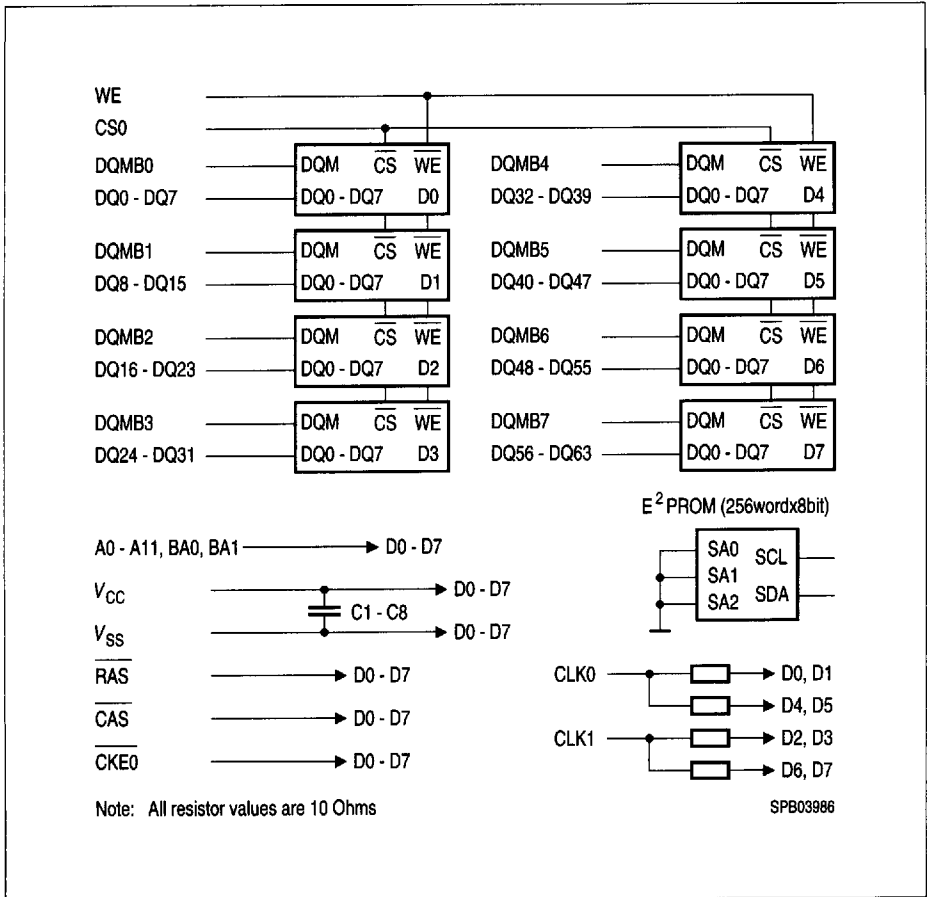 WE
CS0
DQMB0
DQ0 - DQ7
DQM CS WE
DQ0 - DQ7 D0
DQMB1
DQ8 - DQ15
DQM CS WE
DQ0 - DQ7 D1
DQMB2
DQ16 - DQ23
DQM CS WE
DQ0 - DQ7 D2
DQMB3
DQ24 - DQ31
DQM CS WE
DQ0 - DQ7 D3
DQMB4
DQ32 - DQ39
DQM CS WE
DQ0 - DQ7 D4
DQMB5
DQ40 - DQ47
DQM CS WE
DQ0 - DQ7 D5
DQMB6
DQ48 - DQ55
DQM CS WE
DQ0 - DQ7 D6
DQMB7
DQ56 - DQ63
DQM CS WE
DQ0 - DQ7 D7
A0 - A11, BA0, BA1 D0 - D7
VCC D0 - D7
C1 - C8
VSS D0 - D7
RAS D0 - D7
CAS D0 - D7
CKE0 D0 - D7
E2PROM (256wordx8bit)
SA0 SCL
SA1
SA2 SDA
CLK0 D0, D1
D4, D5
CLK1 D2, D3
D6, D7
Note: All resistor values are 10 Ohms
SPB03986